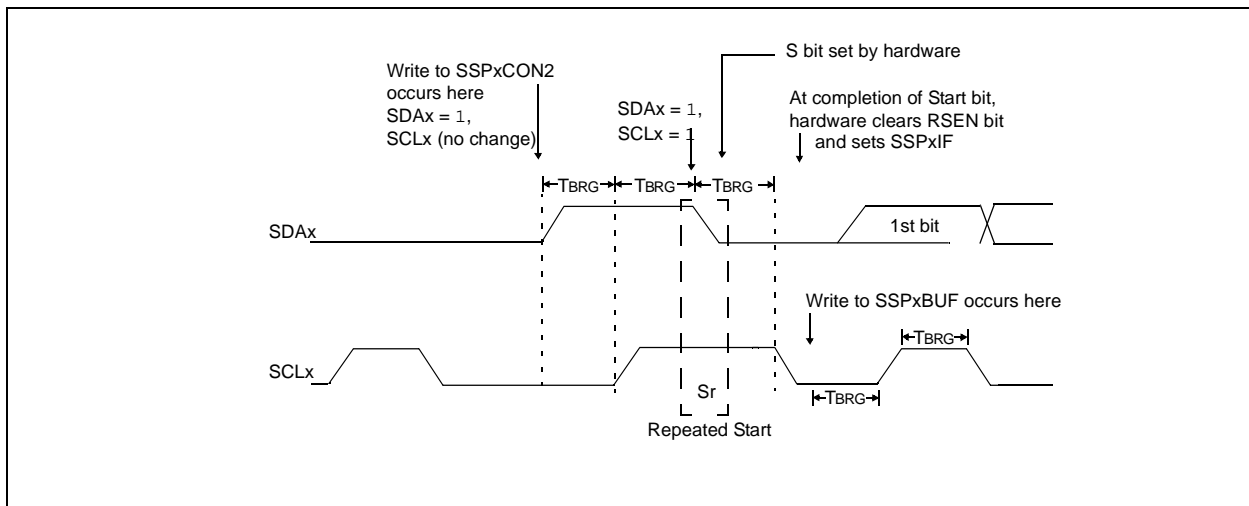 S bit set by hardware
Write to SSPxCON2
occurs here
SDAx = 1,
SCLx (no change)
SDAx = 1,
SCLx = 1
At completion of Start bit,
hardware clears RSEN bit
and sets SSPxIF
TBRG
TBRG
TBRG
SDAx
1st bit
Write to SSPxBUF occurs here
TBRG
SCLx
Sr
TBRG
Repeated Start